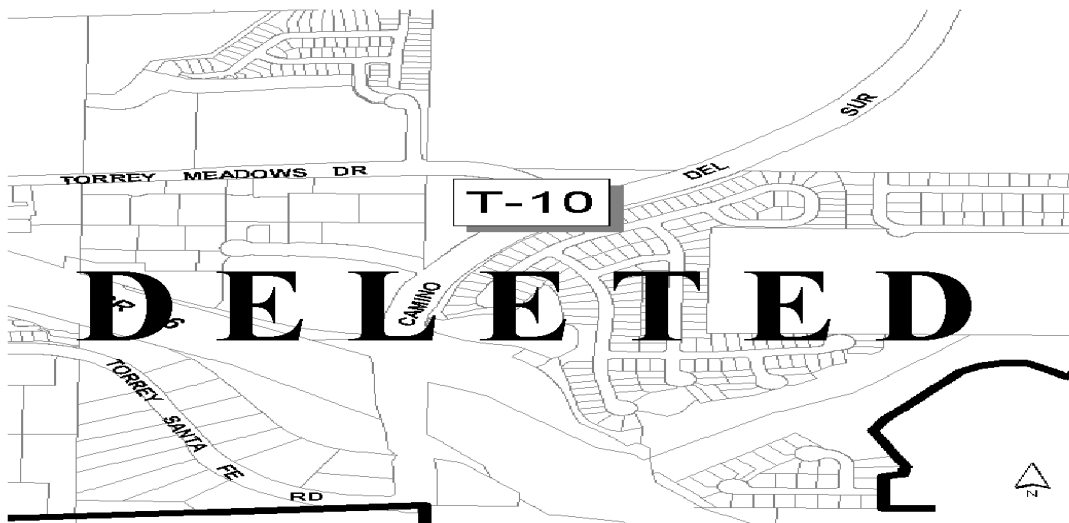 SUR
DEL
TORREY MEADOWS DR
T-10
CAMINO
DELETED
TORREY SANTA FE RD
N